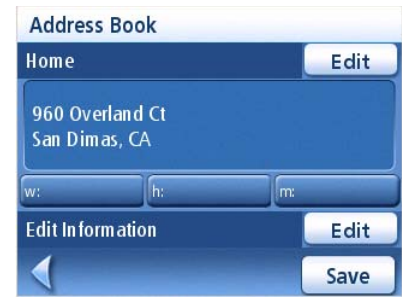 Address Book
Home Edit
960 Overland Ct
San Dimas, CA
w: h: m:
Edit Information Edit
Save